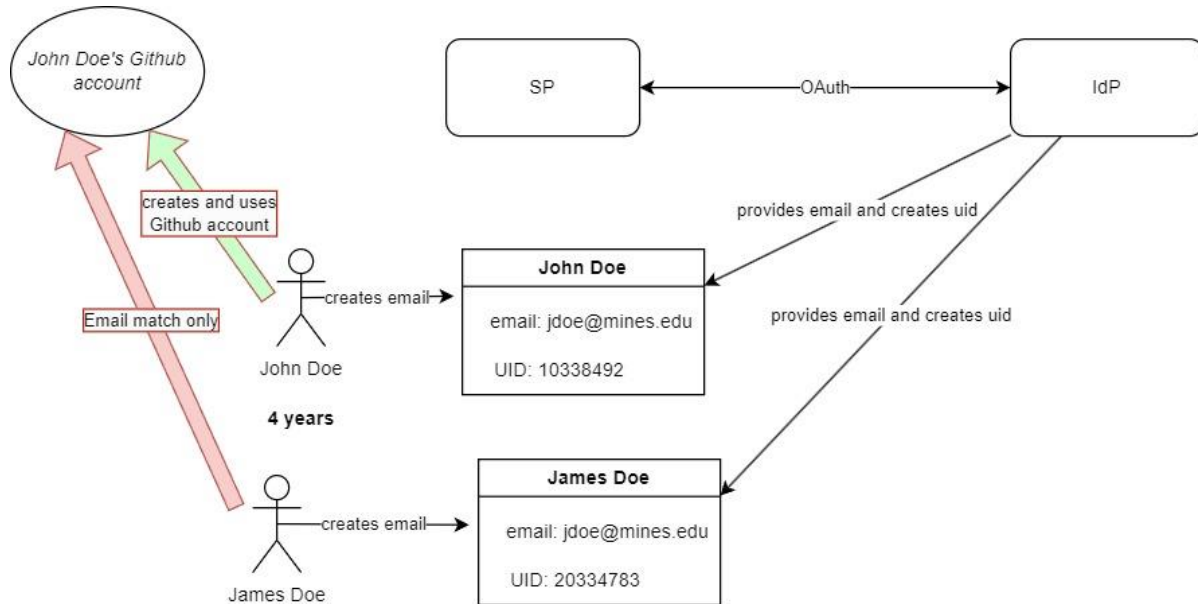 John Doe's Github
account
SP
OAuth
IdP
creates and uses
Github account
provides email and creates uid
John Doe
creates email
email: jdoe@mines.edu
UID: 10338492
provides email and creates uid
Email match only
John Doe
4 years
James Doe
creates email
email: jdoe@mines.edu
UID: 20334783
James Doe